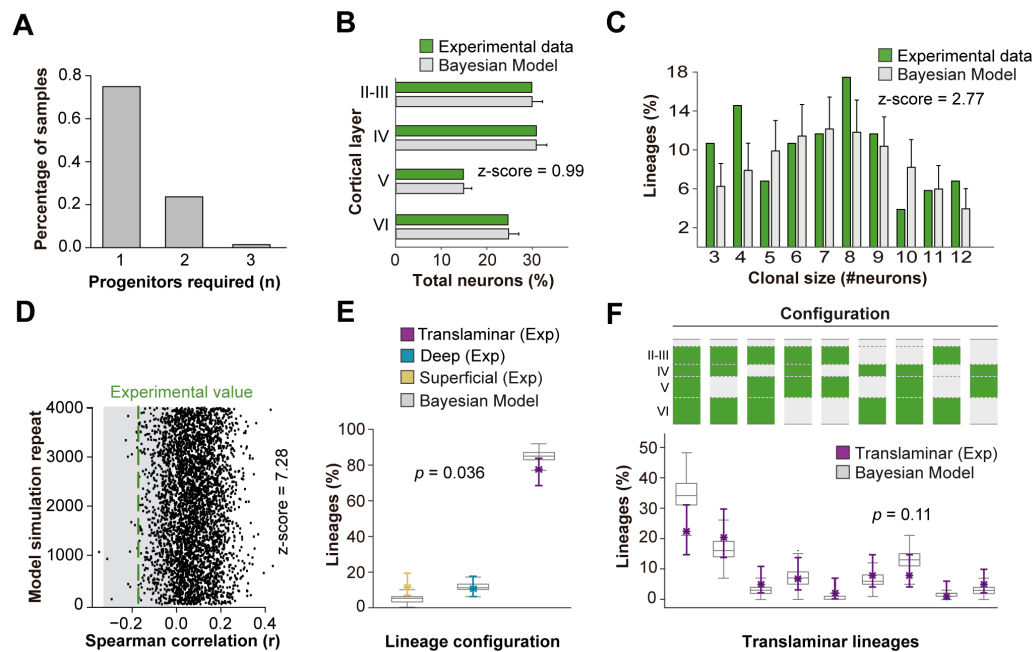 A
Percentage of samples
0.8
0.6
0.4
0.2
0.0
1 2 3
Progenitors required (n)
B
Experimental data
Bayesian Model
Cortical layer
II-III
IV
V
VI
z-score = 0.99
0 10 20 30
Total neurons (%)
C
Experimental data
Bayesian Model
z-score = 2.77
Lineages (%)
18
14
10
6
2
3 4 5 6 7 8 9 10 11 12
Clonal size (#neurons)
D
Experimental value
Model simulation repeat
4000
3000
2000
1000
0
z-score = 7.28
−0.2 0.0 0.2 0.4
Spearman correlation (r)
E
Translaminar (Exp)
Deep (Exp)
Superficial (Exp)
Bayesian Model
Lineages (%)
100
80
60
40
20
0
p = 0.036
Lineage configuration
F
Configuration
II-III
IV
V
VI
Translaminar (Exp)
Bayesian Model
p = 0.11
Lineages (%)
50
40
30
20
10
0
Translaminar lineages